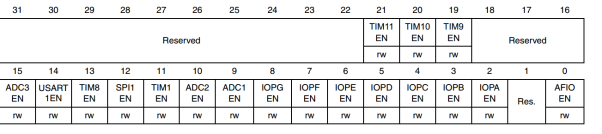 31 30 29 28 27 26 25 24 23 22 21 20 19 18 17 16
Reserved TIM11 EN TIM10 EN TIM9 EN Reserved
rw rw rw
15 14 13 12 11 10 9 8 7 6 5 4 3 2 1 0
ADC3 EN USART 1EN TIM8 EN SPI1 EN TIM1 EN ADC2 EN ADC1 EN IOPG EN IOPF EN IOPE EN IOPD EN IOPC EN IOPB EN IOPA EN Res. AFIO EN
rw rw rw rw rw rw rw rw rw rw rw rw rw rw rw